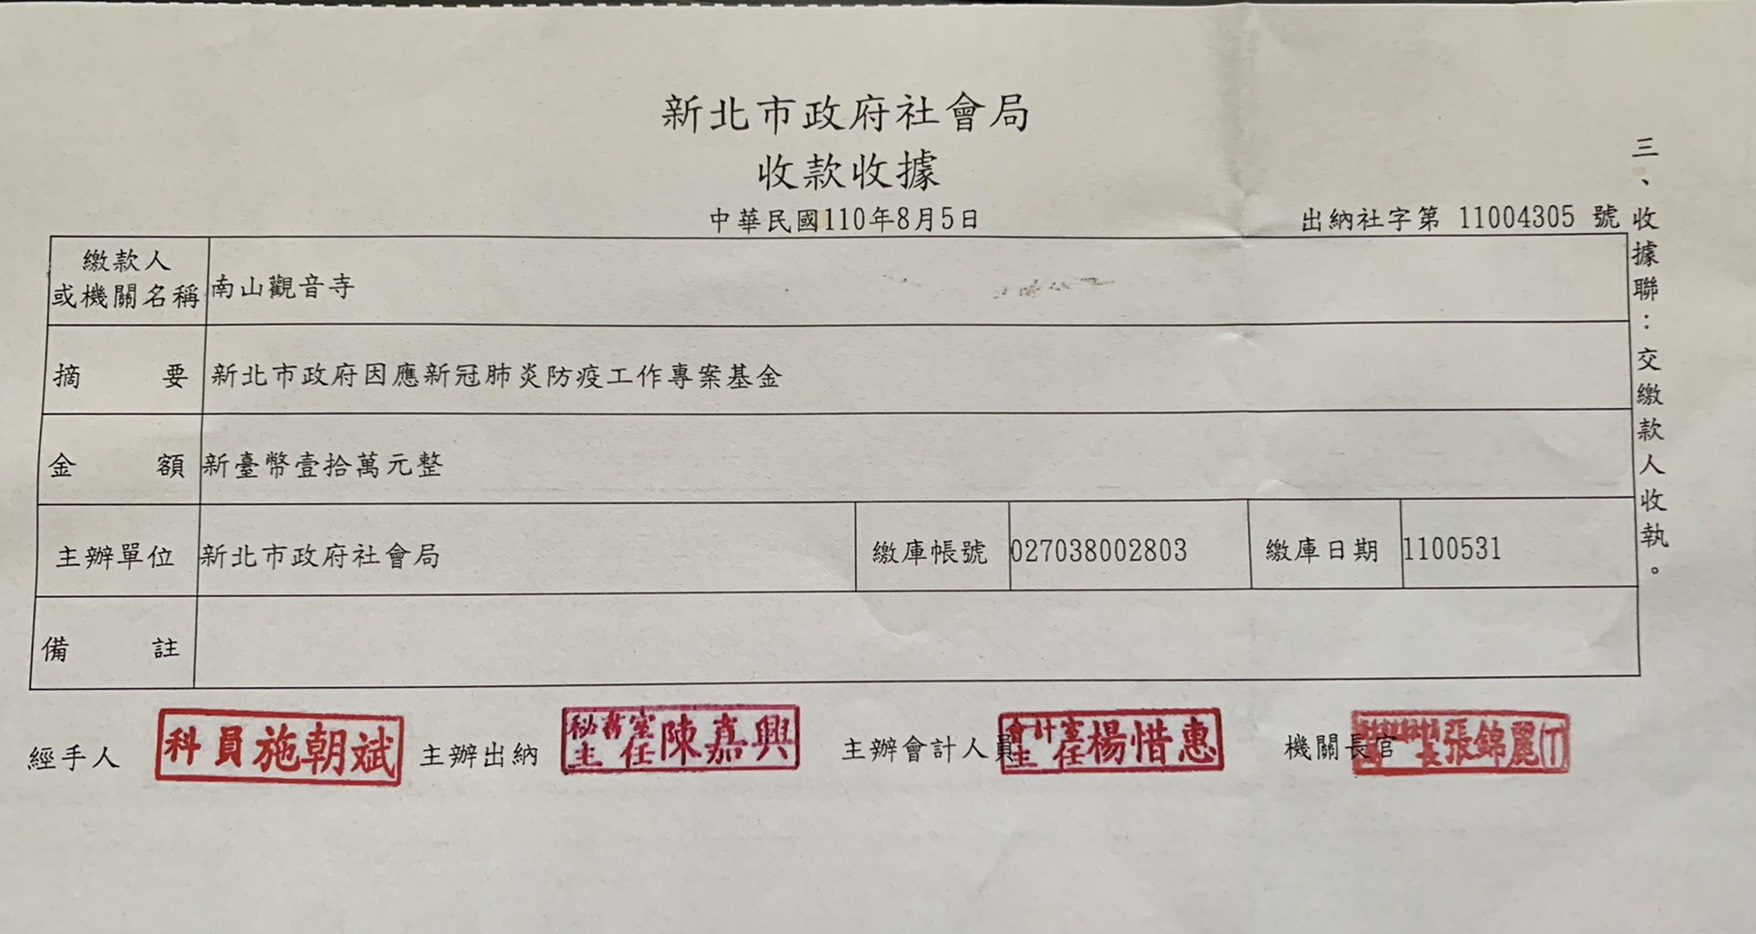 新北市政府社會局
收款收據
中華民國110年8月5日
出納社字第 11004305 號
繳款人
或機關名稱
南山觀音寺
摘要
新北市政府因應新冠肺炎防疫工作專案基金
金額
新臺幣壹拾萬元整
主辦單位
新北市政府社會局
繳庫帳號
027038002803
繳庫日期
1100531
備註
三、收據聯：交繳款人收執。
經手人
科員施朝斌
主辦出納
秘書室主任陳嘉興
主辦會計人員
會計室主任楊惜惠
機關長官
長張錦麗